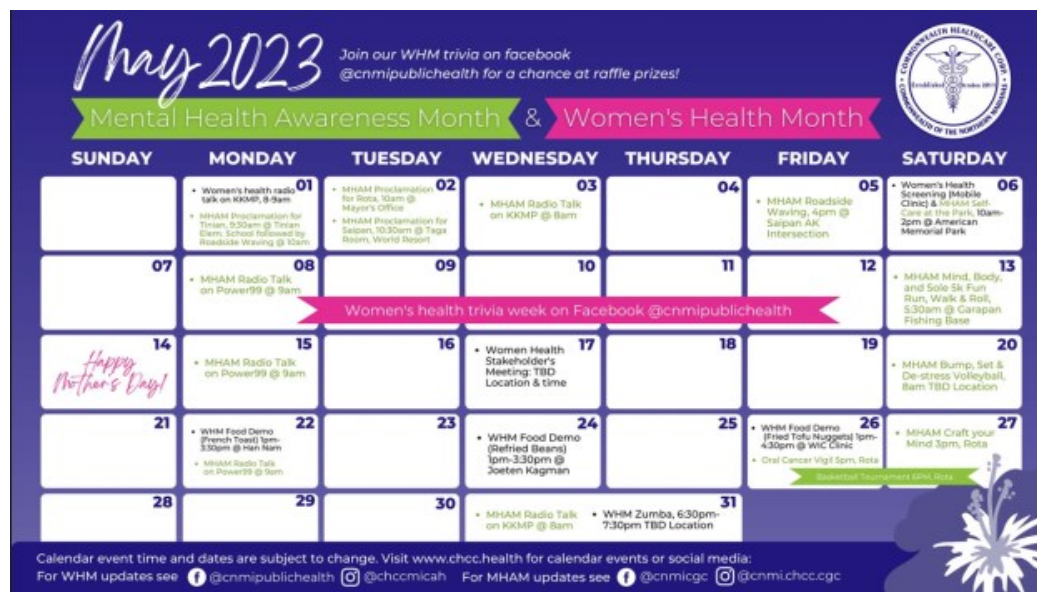 May 2023
Join our WHM trivia on facebook
@cnmipublichealth for a chance at raffle prizes!
COMMONWEALTH HEALTHCARE CORP.
COMMONWEALTH OF THE NORTHERN MARIANAS
Mental Health Awareness Month & Women's Health Month
SUNDAY MONDAY TUESDAY WEDNESDAY THURSDAY FRIDAY SATURDAY
01
• Women's health radio
talk on KKMP, 8-9am
• MHAM Proclamation for
Tinian, 9:30am @ Tinian
Elem. School followed by
Roadside Waving @ 10am
02
• MHAM Proclamation
for Rota, 10am @
Mayor's Office
• MHAM Proclamation for
Saipan, 10:30am @ Taga
Room, World Resort
03
• MHAM Radio Talk
on KKMP @ 8am
04
05
• MHAM Roadside
Waving, 4pm @
Saipan AK
Intersection
06
• Women's Health
Screening (Mobile
Clinic) & MHAM Self-
Care at the Park, 10am-
2pm @ American
Memorial Park
07
08
• MHAM Radio Talk
on Power99 @ 9am
09
10
11
12
13
• MHAM Mind, Body,
and Sole 5k Fun
Run, Walk & Roll,
5:30am @ Garapan
Fishing Base
Women's health trivia week on Facebook @cnmipublichealth
14
Happy
Mother's Day!
15
• MHAM Radio Talk
on Power99 @ 9am
16
17
• Women Health
Stakeholder's
Meeting: TBD
Location & time
18
19
20
• MHAM Bump, Set &
De-stress Volleyball,
8am TBD Location
21
22
• WHM Food Demo
(French Toast) 1pm-
3:30pm @ Han Nam
• MHAM Radio Talk
on Power99 @ 9am
23
24
• WHM Food Demo
(Refried Beans)
1pm-3:30pm @
Joeten Kagman
25
26
• WHM Food Demo
(Fried Tofu Nuggets) 1pm-
4:30pm @ WIC Clinic
• Oral Cancer Vigil 5pm, Rota
27
• MHAM Craft your
Mind 3pm, Rota
Basketball Tournament 6PM, Rota
28
29
30
31
• MHAM Radio Talk
on KKMP @ 8am
• WHM Zumba, 6:30pm-
7:30pm TBD Location
Calendar event time and dates are subject to change. Visit www.chcc.health for calendar events or social media:
For WHM updates see @cnmipublichealth @chccmicah For MHAM updates see @cnmicgc @cnmi.chcc.cgc